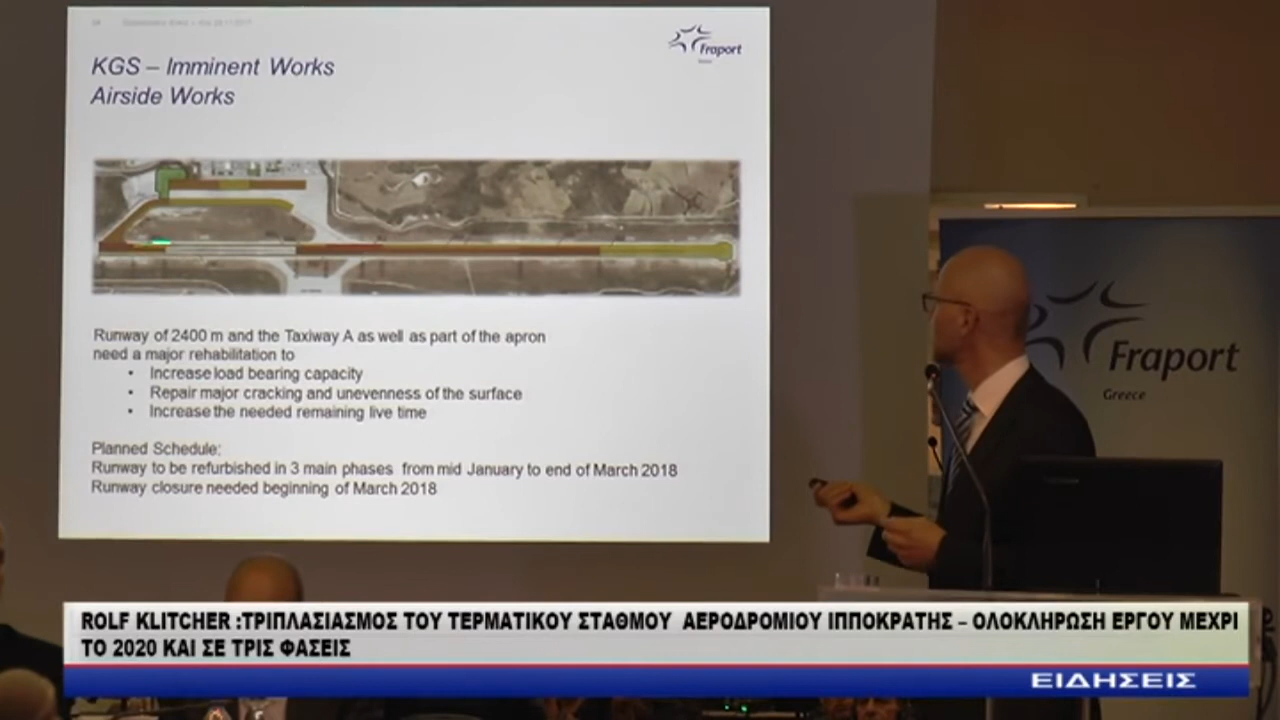 Fraport
KGS – Imminent Works
Airside Works
Runway of 2400 m and the Taxiway A as well as part of the apron
need a major rehabilitation to
• Increase load bearing capacity
• Repair major cracking and unevenness of the surface
• Increase the needed remaining live time
Planned Schedule:
Runway to be refurbished in 3 main phases from mid January to end of March 2018
Runway closure needed beginning of March 2018
Fraport
Greece
ROLF KLITCHER :ΤΡΙΠΛΑΣΙΑΣΜΟΣ ΤΟΥ ΤΕΡΜΑΤΙΚΟΥ ΣΤΑΘΜΟΥ ΑΕΡΟΔΡΟΜΙΟΥ ΙΠΠΟΚΡΑΤΗΣ – ΟΛΟΚΛΗΡΩΣΗ ΕΡΓΟΥ ΜΕΧΡΙ
ΤΟ 2020 ΚΑΙ ΣΕ ΤΡΙΣ ΦΑΣΕΙΣ
ΕΙΔΗΣΕΙΣ